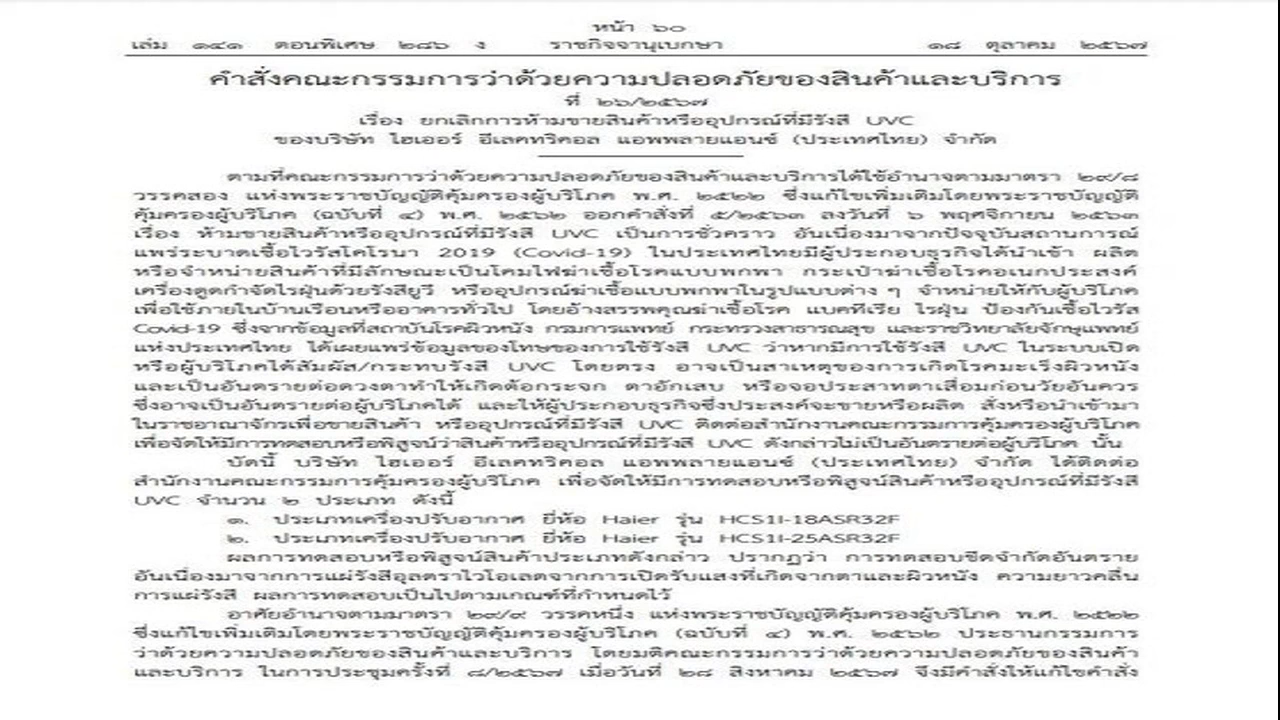 หน้า ๖๐
เล่ม ๑๔๑ ตอนพิเศษ ๒๘๖ ง ราชกิจจานุเบกษา ๑๘ ตุลาคม ๒๕๖๗
คำสั่งคณะกรรมการว่าด้วยความปลอดภัยของสินค้าและบริการ
ที่ ๒๖/๒๕๖๗
เรื่อง ยกเลิกการห้ามขายสินค้าหรืออุปกรณ์ที่มีรังสี UVC
ของบริษัท ไฮเออร์ อีเลคทริคอล แอพพลายแอนซ์ (ประเทศไทย) จำกัด
ตามที่คณะกรรมการว่าด้วยความปลอดภัยของสินค้าและบริการได้ใช้อำนาจตามมาตรา ๒๙/๘
วรรคสอง แห่งพระราชบัญญัติคุ้มครองผู้บริโภค พ.ศ. ๒๕๒๒ ซึ่งแก้ไขเพิ่มเติมโดยพระราชบัญญัติ
คุ้มครองผู้บริโภค (ฉบับที่ ๔) พ.ศ. ๒๕๖๒ ออกคำสั่งที่ ๕/๒๕๖๓ ลงวันที่ ๖ พฤศจิกายน ๒๕๖๓
เรื่อง ห้ามขายสินค้าหรืออุปกรณ์ที่มีรังสี UVC เป็นการชั่วคราว อันเนื่องมาจากปัจจุบันสถานการณ์
แพร่ระบาดเชื้อไวรัสโคโรนา 2019 (Covid-19) ในประเทศไทยมีผู้ประกอบธุรกิจได้นำเข้า ผลิต
หรือจำหน่ายสินค้าที่มีลักษณะเป็นโคมไฟฆ่าเชื้อโรคแบบพกพา กระเป๋าฆ่าเชื้อโรคอเนกประสงค์
เครื่องดูดกำจัดไรฝุ่นด้วยรังสียูวี หรืออุปกรณ์ฆ่าเชื้อแบบพกพาในรูปแบบต่าง ๆ จำหน่ายให้กับผู้บริโภค
เพื่อใช้ภายในบ้านเรือนหรืออาคารทั่วไป โดยอ้างสรรพคุณฆ่าเชื้อโรค แบคทีเรีย ไรฝุ่น ป้องกันเชื้อไวรัส
Covid-19 ซึ่งจากข้อมูลที่สถาบันโรคผิวหนัง กรมการแพทย์ กระทรวงสาธารณสุข และราชวิทยาลัยจักษุแพทย์
แห่งประเทศไทย ได้เผยแพร่ข้อมูลของโทษของการใช้รังสี UVC ว่าหากมีการใช้รังสี UVC ในระบบเปิด
หรือผู้บริโภคได้สัมผัส/กระทบรังสี UVC โดยตรง อาจเป็นสาเหตุของการเกิดโรคมะเร็งผิวหนัง
และเป็นอันตรายต่อดวงตาทำให้เกิดต้อกระจก ตาอักเสบ หรือจอประสาทตาเสื่อมก่อนวัยอันควร
ซึ่งอาจเป็นอันตรายต่อผู้บริโภคได้ และให้ผู้ประกอบธุรกิจซึ่งประสงค์จะขายหรือผลิต สั่งหรือนำเข้ามา
ในราชอาณาจักรเพื่อขายสินค้า หรืออุปกรณ์ที่มีรังสี UVC ติดต่อสำนักงานคณะกรรมการคุ้มครองผู้บริโภค
เพื่อจัดให้มีการทดสอบหรือพิสูจน์ว่าสินค้าหรืออุปกรณ์ที่มีรังสี UVC ดังกล่าวไม่เป็นอันตรายต่อผู้บริโภค นั้น
บัดนี้ บริษัท ไฮเออร์ อีเลคทริคอล แอพพลายแอนซ์ (ประเทศไทย) จำกัด ได้ติดต่อ
สำนักงานคณะกรรมการคุ้มครองผู้บริโภค เพื่อจัดให้มีการทดสอบหรือพิสูจน์สินค้าหรืออุปกรณ์ที่มีรังสี
UVC จำนวน ๒ ประเภท ดังนี้
๑. ประเภทเครื่องปรับอากาศ ยี่ห้อ Haier รุ่น HCS1I-18ASR32F
๒. ประเภทเครื่องปรับอากาศ ยี่ห้อ Haier รุ่น HCS1I-25ASR32F
ผลการทดสอบหรือพิสูจน์สินค้าประเภทดังกล่าว ปรากฏว่า การทดสอบขีดจำกัดอันตราย
อันเนื่องมาจากการแผ่รังสีอุลตราไวโอเลตจากการเปิดรับแสงที่เกิดจากตาและผิวหนัง ความยาวคลื่น
การแผ่รังสี ผลการทดสอบเป็นไปตามเกณฑ์ที่กำหนดไว้
อาศัยอำนาจตามมาตรา ๒๙/๙ วรรคหนึ่ง แห่งพระราชบัญญัติคุ้มครองผู้บริโภค พ.ศ. ๒๕๒๒
ซึ่งแก้ไขเพิ่มเติมโดยพระราชบัญญัติคุ้มครองผู้บริโภค (ฉบับที่ ๔) พ.ศ. ๒๕๖๒ ประธานกรรมการ
ว่าด้วยความปลอดภัยของสินค้าและบริการ โดยมติคณะกรรมการว่าด้วยความปลอดภัยของสินค้า
และบริการ ในการประชุมครั้งที่ ๘/๒๕๖๗ เมื่อวันที่ ๒๘ สิงหาคม ๒๕๖๗ จึงมีคำสั่งให้แก้ไขคำสั่ง